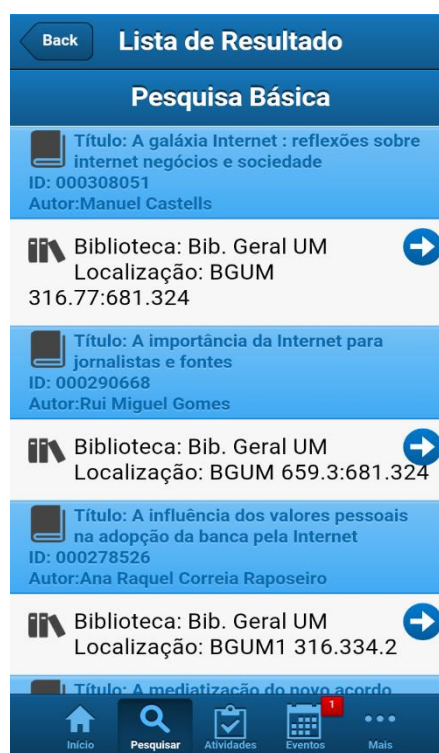 Back
Lista de Resultado
Pesquisa Básica
Título: A galáxia Internet : reflexões sobre
internet negócios e sociedade
ID: 000308051
Autor:Manuel Castells
Biblioteca: Bib. Geral UM
Localização: BGUM
316.77:681.324
Título: A importância da Internet para
jornalistas e fontes
ID: 000290668
Autor:Rui Miguel Gomes
Biblioteca: Bib. Geral UM
Localização: BGUM 659.3:681.324
Título: A influência dos valores pessoais
na adopção da banca pela Internet
ID: 000278526
Autor:Ana Raquel Correia Raposeiro
Biblioteca: Bib. Geral UM
Localização: BGUM1 316.334.2
Título: A mediatização do novo acordo
1
Início Pesquisar Atividades Eventos Mais